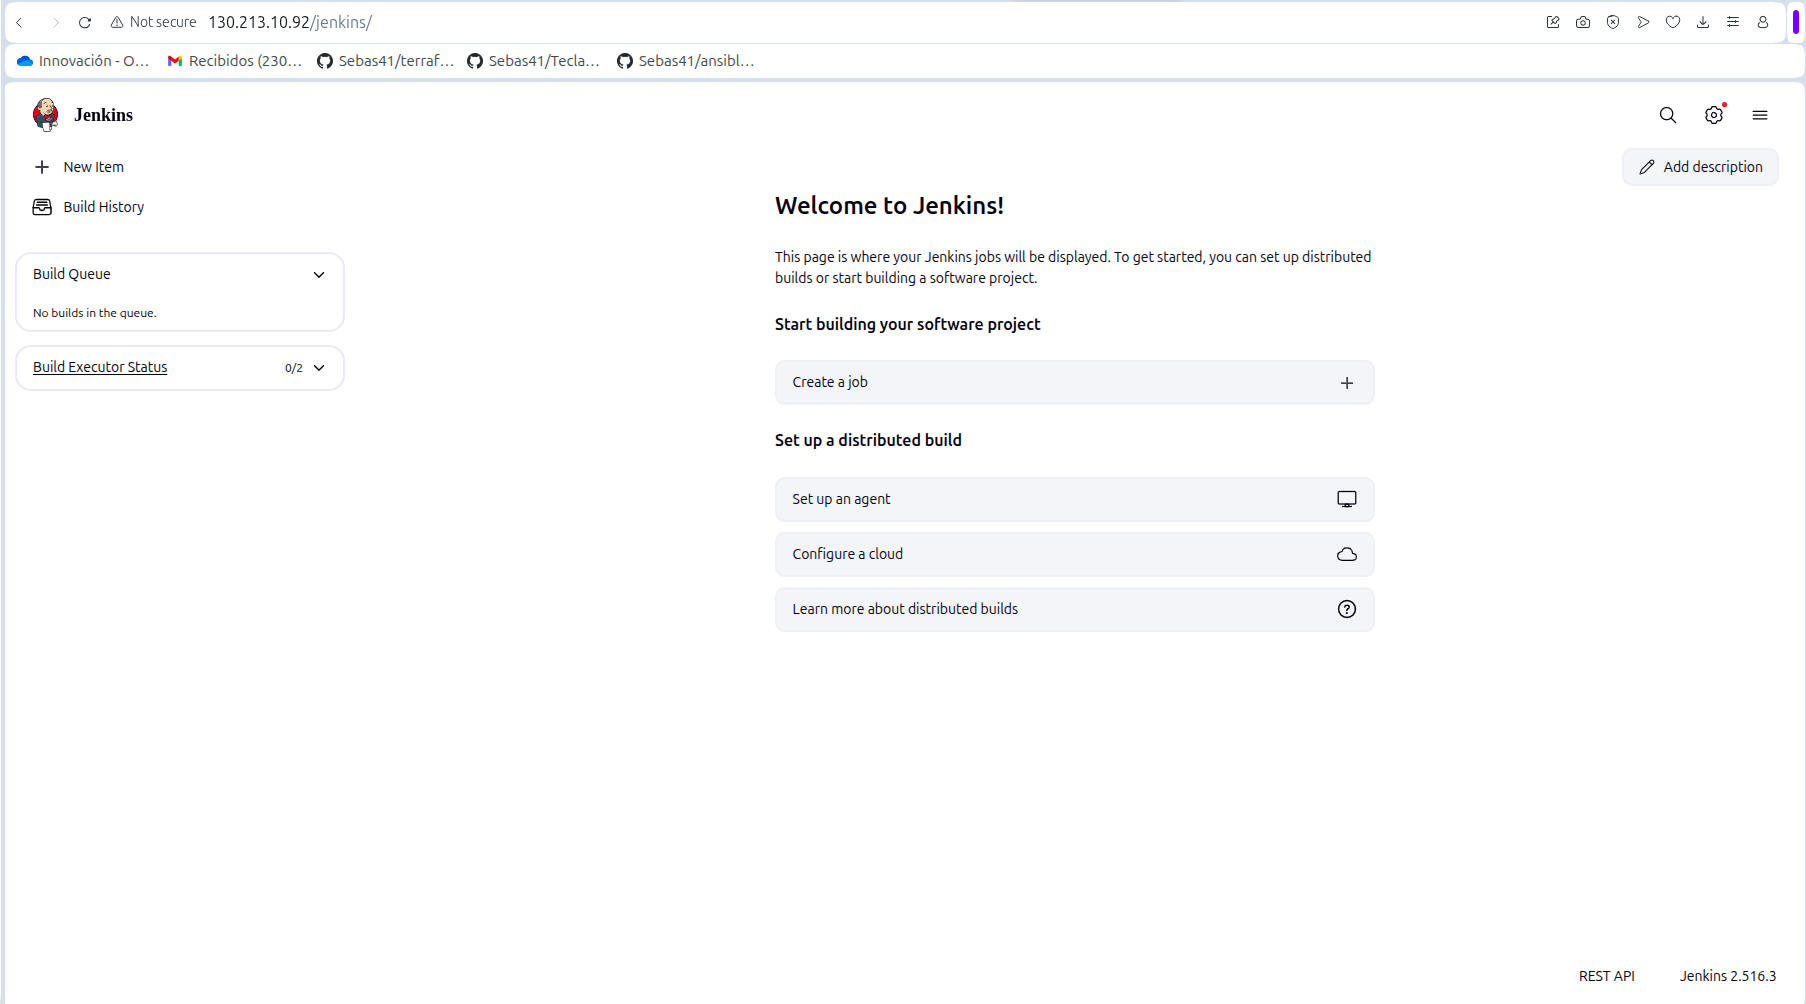 Not secure 130.213.10.92/jenkins/
Innovación - O... Recibidos (230... Sebas41/terraf... Sebas41/Tecla... Sebas41/ansibl...
Jenkins
New Item
Add description
Build History
Welcome to Jenkins!
This page is where your Jenkins jobs will be displayed. To get started, you can set up distributed
builds or start building a software project.
Build Queue
No builds in the queue.
Start building your software project
Build Executor Status 0/2
Create a job
Set up a distributed build
Set up an agent
Configure a cloud
Learn more about distributed builds
REST API Jenkins 2.516.3